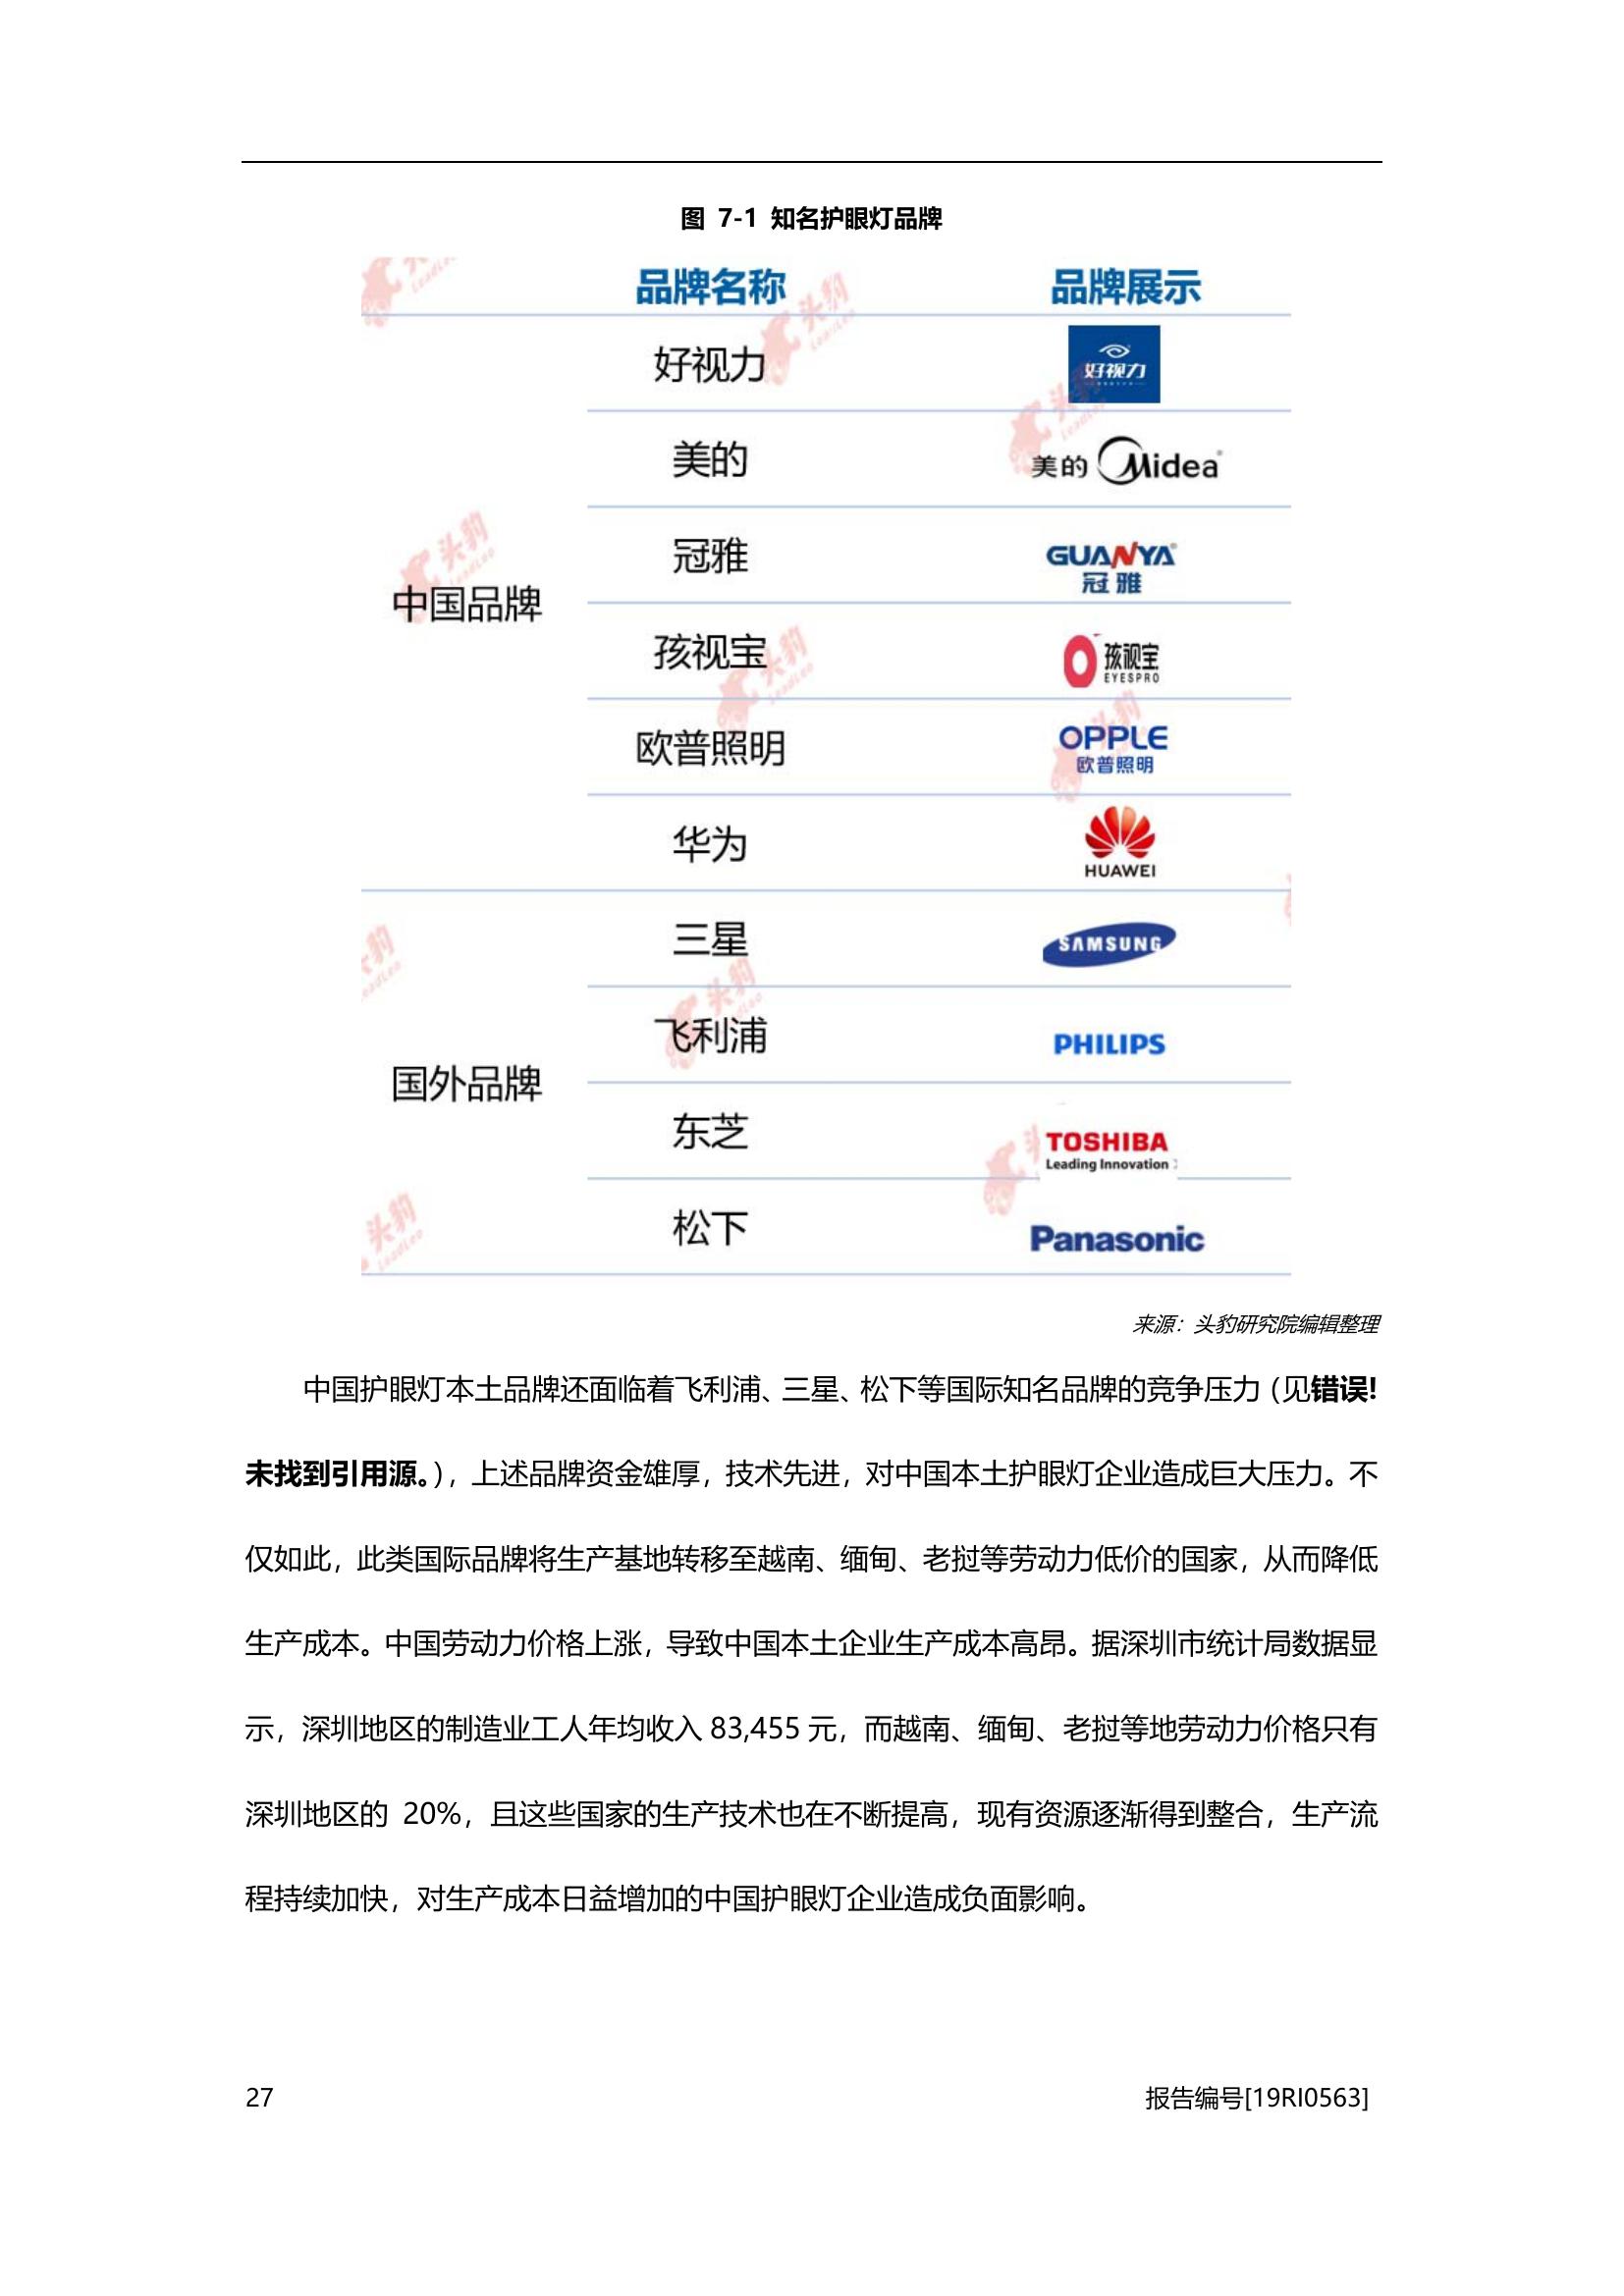 图 7-1 知名护眼灯品牌
品牌名称 品牌展示
好视力 好视力
美的 美的 Midea
冠雅 GUANYA
冠雅
中国品牌
孩视宝 孩视宝
EYESPRO
欧普照明 OPPLE
欧普照明
华为 HUAWEI
三星 SAMSUNG
飞利浦 PHILIPS
国外品牌
东芝 TOSHIBA
Leading Innovation
松下 Panasonic
头豹
LeadLeo
来源：头豹研究院编辑整理
中国护眼灯本土品牌还面临着飞利浦、三星、松下等国际知名品牌的竞争压力（见错误!
未找到引用源。），上述品牌资金雄厚，技术先进，对中国本土护眼灯企业造成巨大压力。不
仅如此，此类国际品牌将生产基地转移至越南、缅甸、老挝等劳动力低价的国家，从而降低
生产成本。中国劳动力价格上涨，导致中国本土企业生产成本高昂。据深圳市统计局数据显
示，深圳地区的制造业工人年均收入 83,455 元，而越南、缅甸、老挝等地劳动力价格只有
深圳地区的 20%，且这些国家的生产技术也在不断提高，现有资源逐渐得到整合，生产流
程持续加快，对生产成本日益增加的中国护眼灯企业造成负面影响。
27 报告编号[19RI0563]